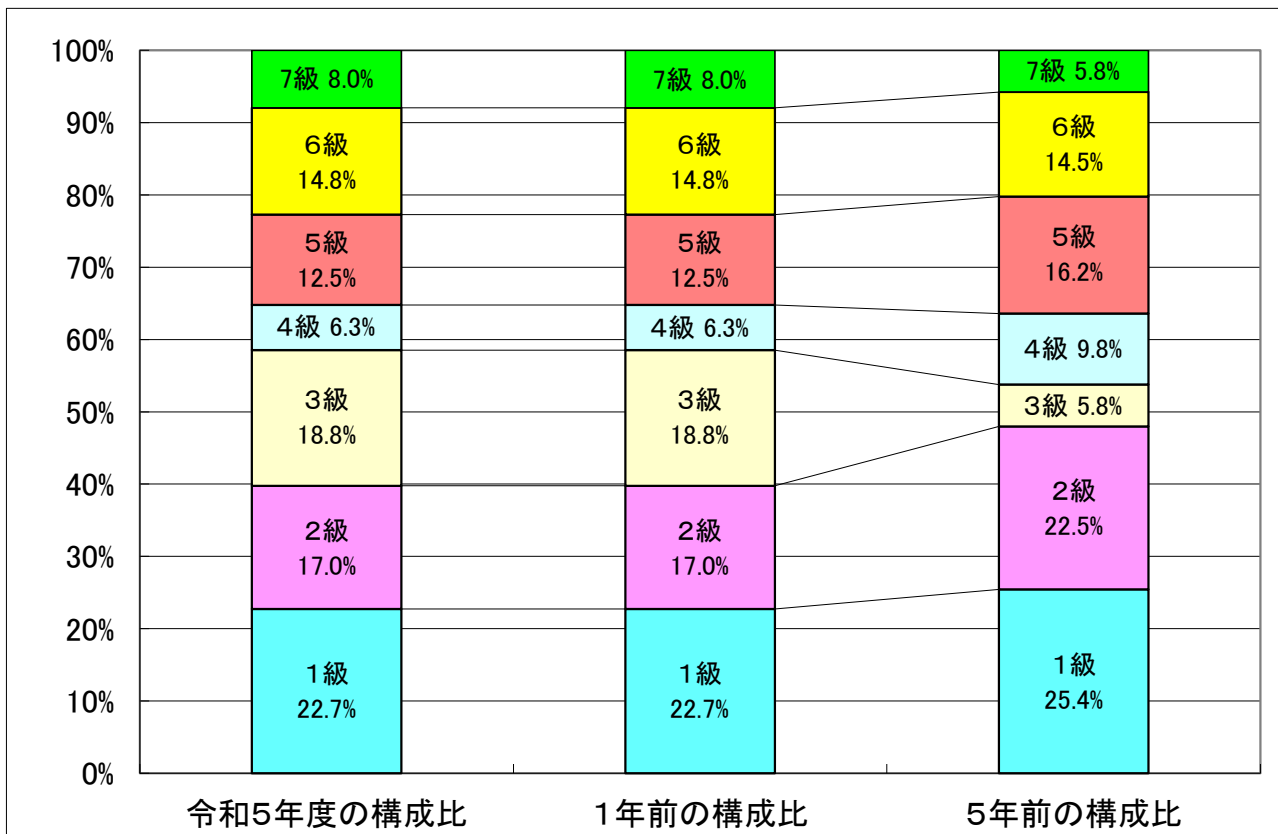 100%
90%
80%
70%
60%
50%
40%
30%
20%
10%
0%
7級 8.0%
６級
14.8%
５級
12.5%
４級 6.3%
３級
18.8%
２級
17.0%
１級
22.7%
7級 8.0%
６級
14.8%
５級
12.5%
４級 6.3%
３級
18.8%
２級
17.0%
１級
22.7%
7級 5.8%
６級
14.5%
５級
16.2%
４級 9.8%
３級 5.8%
２級
22.5%
１級
25.4%
令和５年度の構成比
１年前の構成比
５年前の構成比